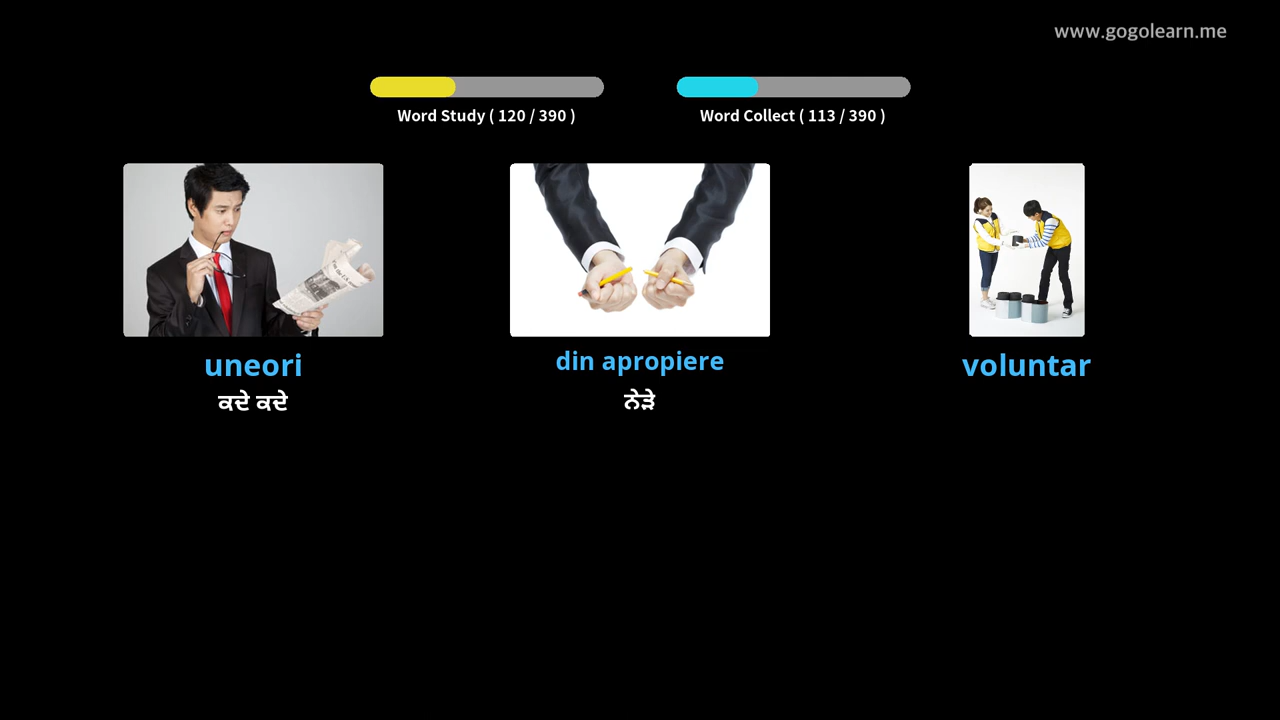 www.gogolearn.me
Word Study ( 120 / 390 )
Word Collect ( 113 / 390 )
uneori
din apropiere
voluntar
ਕਦੇ ਕਦੇ
ਨੇੜੇ